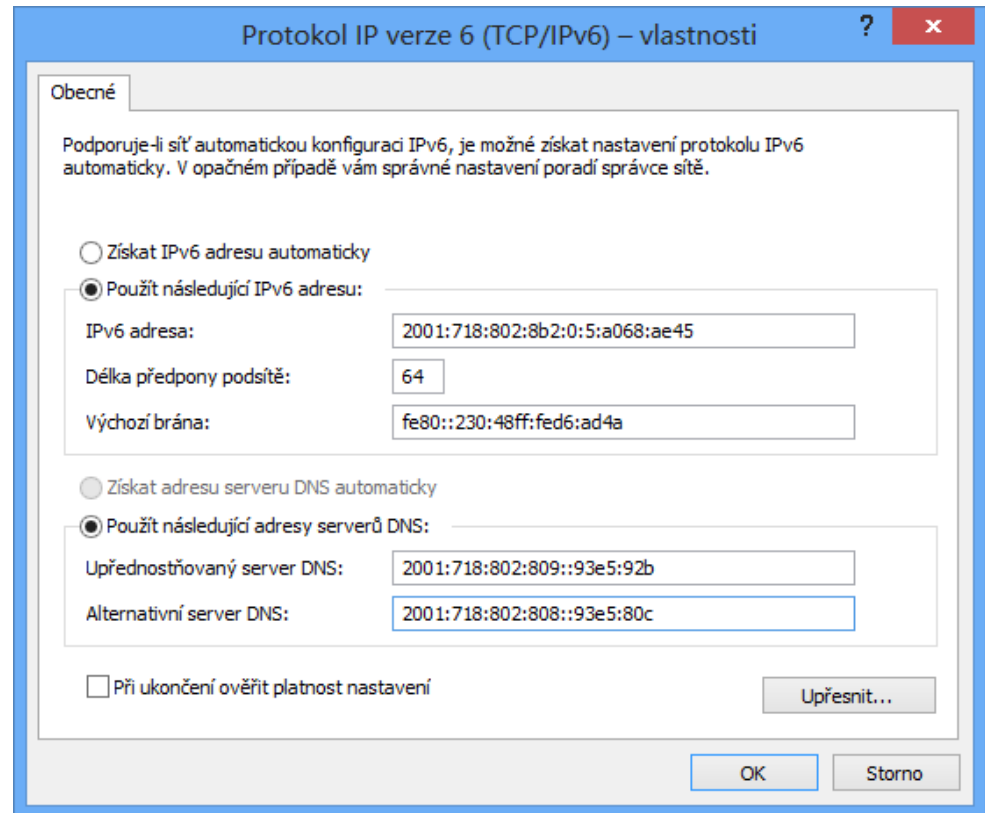 Protokol IP verze 6 (TCP/IPv6) – vlastnosti
? x
Obecné
Podporuje-li síť automatickou konfiguraci IPv6, je možné získat nastavení protokolu IPv6
automaticky. V opačném případě vám správné nastavení poradí správce sítě.
Získat IPv6 adresu automaticky
Použít následující IPv6 adresu:
IPv6 adresa: 2001:718:802:8b2:0:5:a068:ae45
Délka předpony podsítě: 64
Výchozí brána: fe80::230:48ff:fed6:ad4a
Získat adresu serveru DNS automaticky
Použít následující adresy serverů DNS:
Upřednostňovaný server DNS: 2001:718:802:809::93e5:92b
Alternativní server DNS: 2001:718:802:808::93e5:80c
Při ukončení ověřit platnost nastavení
Upřesnit...
OK Storno